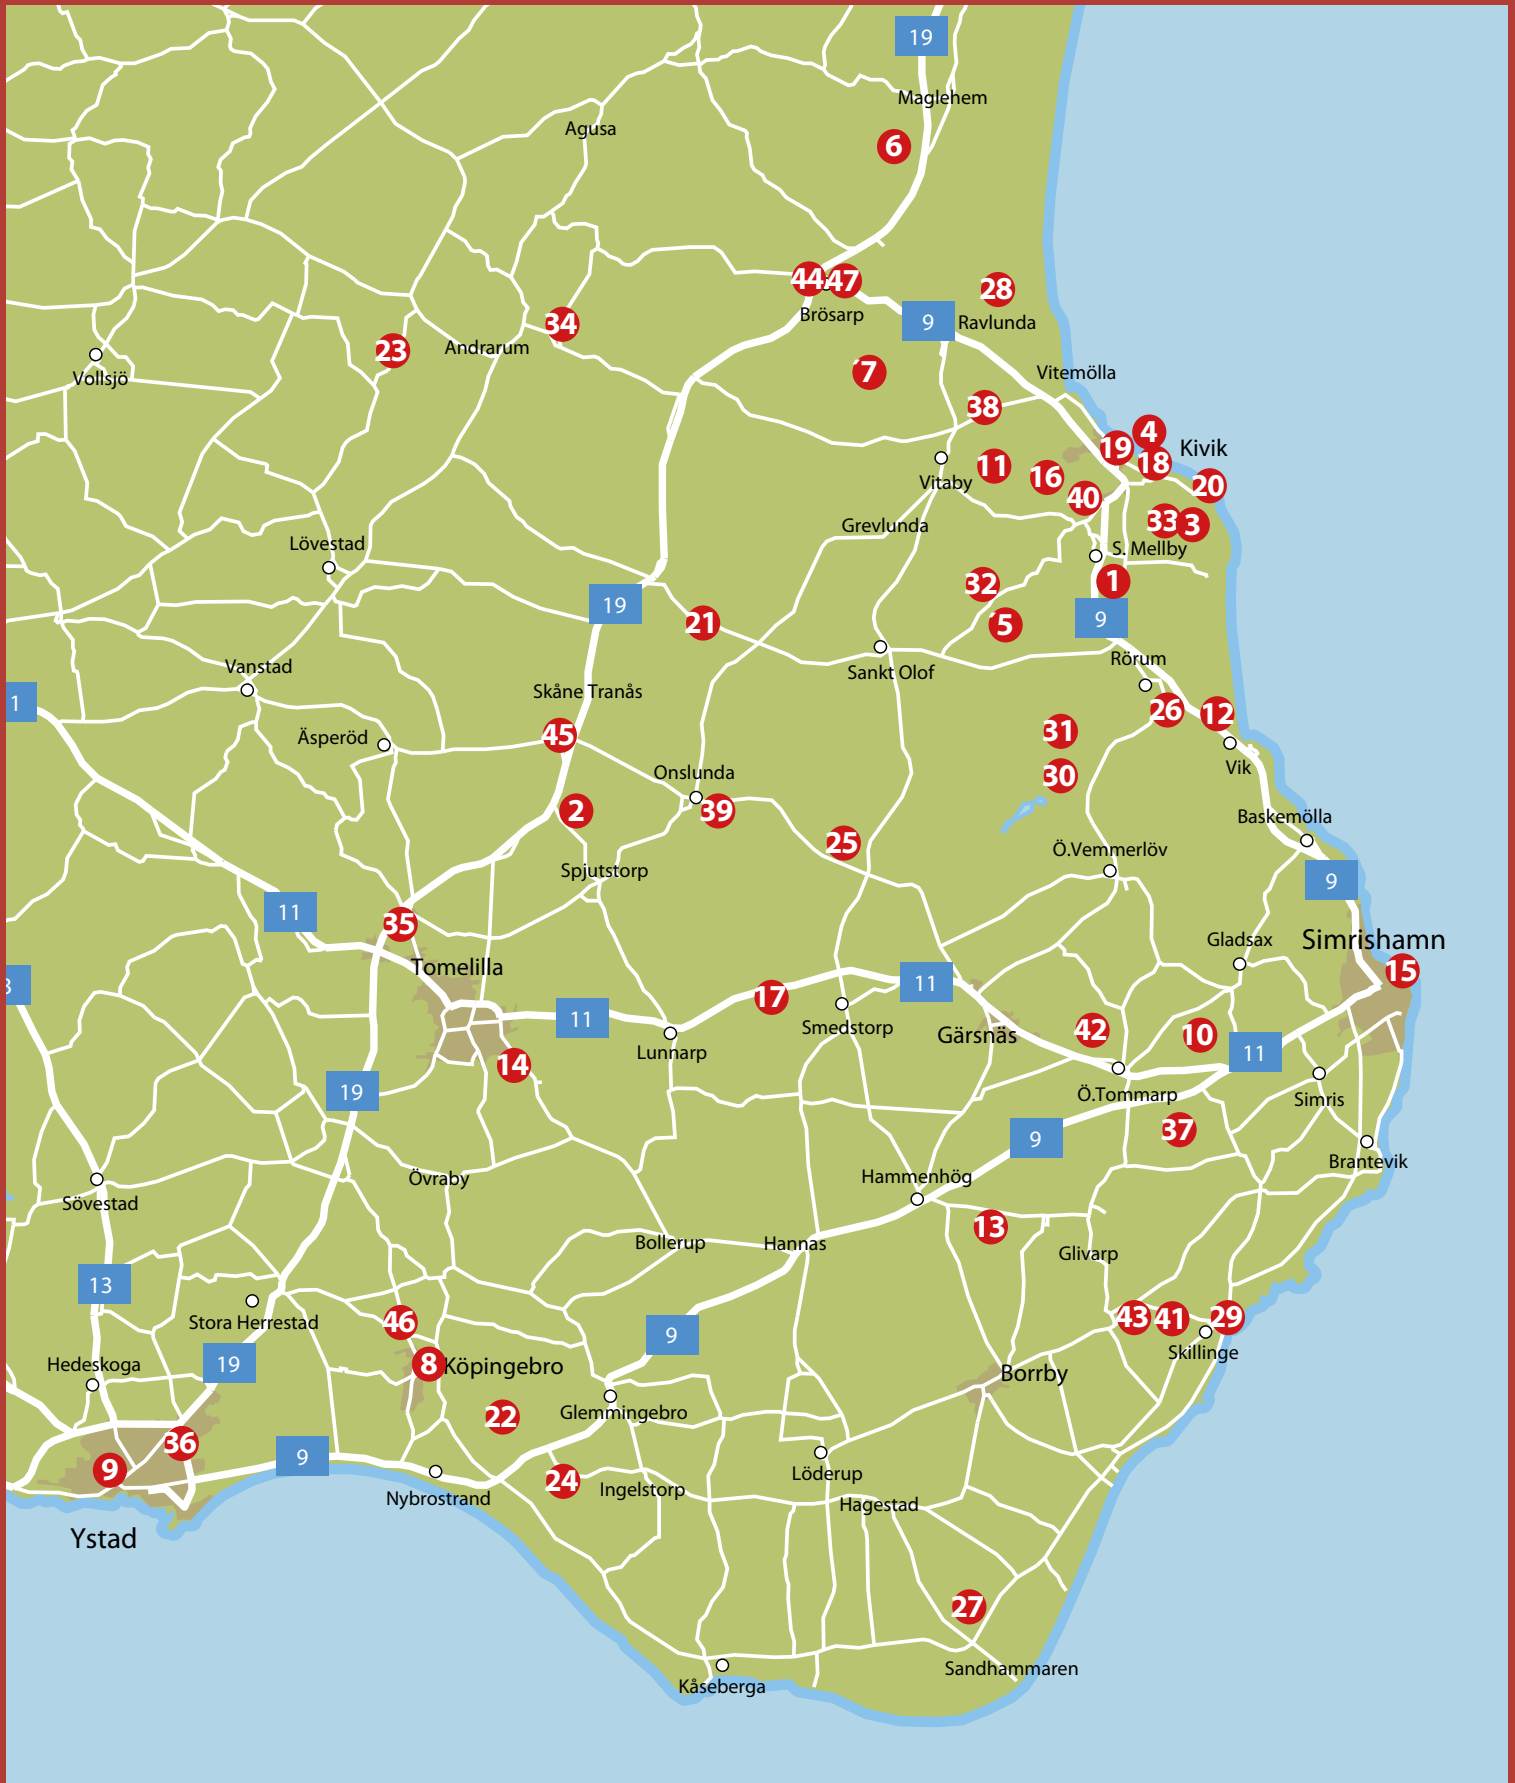 19
Maglehem
Agusa
6
44
47
28
Brösarp
9
Ravlunda
34
23
Andrarum
Vollsjö
7
Vitemölla
38
4
19
Kivik
18
11
16
Vitaby
20
40
Grevlunda
33
3
Lövestad
S. Mellby
32
1
19
21
5
9
Sankt Olof
Rörum
Vanstad
Skåne Tranås
1
26
12
Äsperöd
45
31
Vik
Onslunda
30
2
39
Baskemölla
25
Ö.Vemmerlöv
Spjutstorp
9
11
35
Gladsax
Simrishamn
Tomelilla
15
11
17
11
Smedstorp
Gärsnäs
42
10
Lunnarp
11
14
19
Ö.Tommarp
Simris
37
9
Brantevik
Övraby
Hammenhög
Sövestad
13
Bollerup
Hannas
Glivarp
13
Stora Herrestad
46
43
41
29
9
Skillinge
Hedeskoga
19
8
Köpingebro
Borrby
22
Glemmingebro
36
9
9
Löderup
24
Ingelstorp
Nybrostrand
Hagestad
Ystad
27
Sandhammaren
Kåseberga